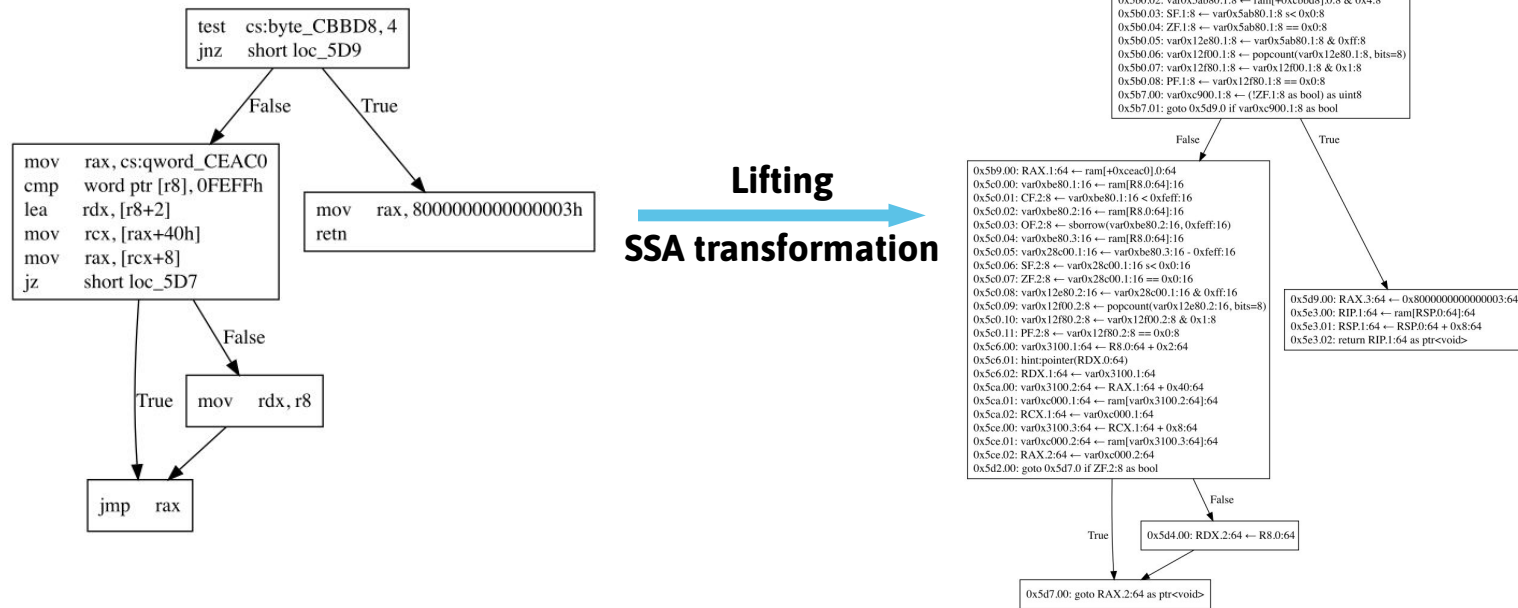 test cs:byte_CBBD8, 4
jnz short loc_5D9
False
True
mov rax, cs:qword_CEAC0
cmp word ptr [r8], 0FEFFh
lea rdx, [r8+2]
mov rcx, [rax+40h]
mov rax, [rcx+8]
jz short loc_5D7
mov rax, 8000000000000003h
retn
False
True
mov rdx, r8
jmp rax
Lifting
SSA transformation
0x5b0.02: var0x5ab80.1:8 ← ram[+0xcbbd8].0:8 & 0x4:8
0x5b0.03: SF.1:8 ← var0x5ab80.1:8 s< 0x0:8
0x5b0.04: ZF.1:8 ← var0x5ab80.1:8 == 0x0:8
0x5b0.05: var0x12e80.1:8 ← var0x5ab80.1:8 & 0xff:8
0x5b0.06: var0x12f00.1:8 ← popcount(var0x12e80.1:8, bits=8)
0x5b0.07: var0x12f80.1:8 ← var0x12f00.1:8 & 0x1:8
0x5b0.08: PF.1:8 ← var0x12f80.1:8 == 0x0:8
0x5b7.00: var0xc900.1:8 ← (!ZF.1:8 as bool) as uint8
0x5b7.01: goto 0x5d9.0 if var0xc900.1:8 as bool
False
True
0x5b9.00: RAX.1:64 ← ram[+0xceac0].0:64
0x5c0.00: var0xbe80.1:16 ← ram[R8.0:64]:16
0x5c0.01: CF.2:8 ← var0xbe80.1:16 < 0xfeff:16
0x5c0.02: var0xbe80.2:16 ← ram[R8.0:64]:16
0x5c0.03: OF.2:8 ← sborrow(var0xbe80.2:16, 0xfeff:16)
0x5c0.04: var0xbe80.3:16 ← ram[R8.0:64]:16
0x5c0.05: var0x28c00.1:16 ← var0xbe80.3:16 - 0xfeff:16
0x5c0.06: SF.2:8 ← var0x28c00.1:16 s< 0x0:16
0x5c0.07: ZF.2:8 ← var0x28c00.1:16 == 0x0:16
0x5c0.08: var0x12e80.2:16 ← var0x28c00.1:16 & 0xff:16
0x5c0.09: var0x12f00.2:8 ← popcount(var0x12e80.2:16, bits=8)
0x5c0.10: var0x12f80.2:8 ← var0x12f00.2:8 & 0x1:8
0x5c0.11: PF.2:8 ← var0x12f80.2:8 == 0x0:8
0x5c6.00: var0x3100.1:64 ← R8.0:64 + 0x2:64
0x5c6.01: hint:pointer(RDX.0:64)
0x5c6.02: RDX.1:64 ← var0x3100.1:64
0x5ca.00: var0x3100.2:64 ← RAX.1:64 + 0x40:64
0x5ca.01: var0xc000.1:64 ← ram[var0x3100.2:64]:64
0x5ca.02: RCX.1:64 ← var0xc000.1:64
0x5ce.00: var0x3100.3:64 ← RCX.1:64 + 0x8:64
0x5ce.01: var0xc000.2:64 ← ram[var0x3100.3:64]:64
0x5ce.02: RAX.2:64 ← var0xc000.2:64
0x5d2.00: goto 0x5d7.0 if ZF.2:8 as bool
0x5d9.00: RAX.3:64 ← 0x8000000000000003:64
0x5e3.00: RIP.1:64 ← ram[RSP.0:64]:64
0x5e3.01: RSP.1:64 ← RSP.0:64 + 0x8:64
0x5e3.02: return RIP.1:64 as ptr<void>
False
True
0x5d4.00: RDX.2:64 ← R8.0:64
0x5d7.00: goto RAX.2:64 as ptr<void>